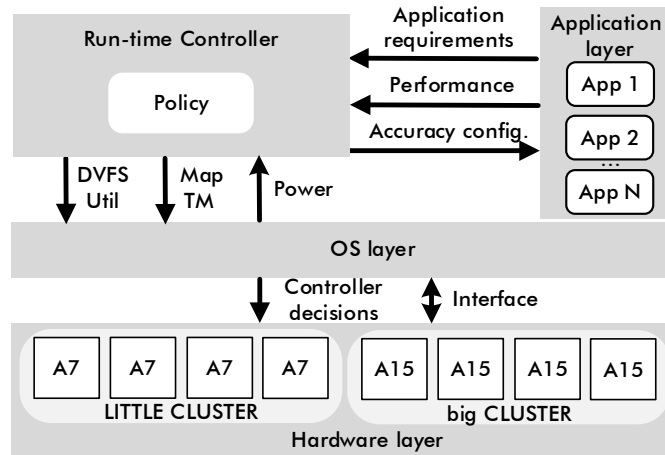 Run-time Controller
Policy
Application
requirements
Performance
Accuracy config.
Application
layer
App 1
App 2
...
App N
DVFS
Util
Map
TM
Power
OS layer
Controller
decisions
Interface
A7 A7 A7 A7
LITTLE CLUSTER
A15 A15 A15 A15
big CLUSTER
Hardware layer